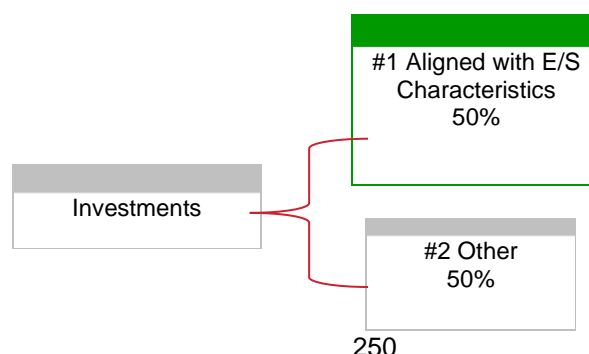 #1 Aligned with E/S
Characteristics
50%
Investments
#2 Other
50%
250